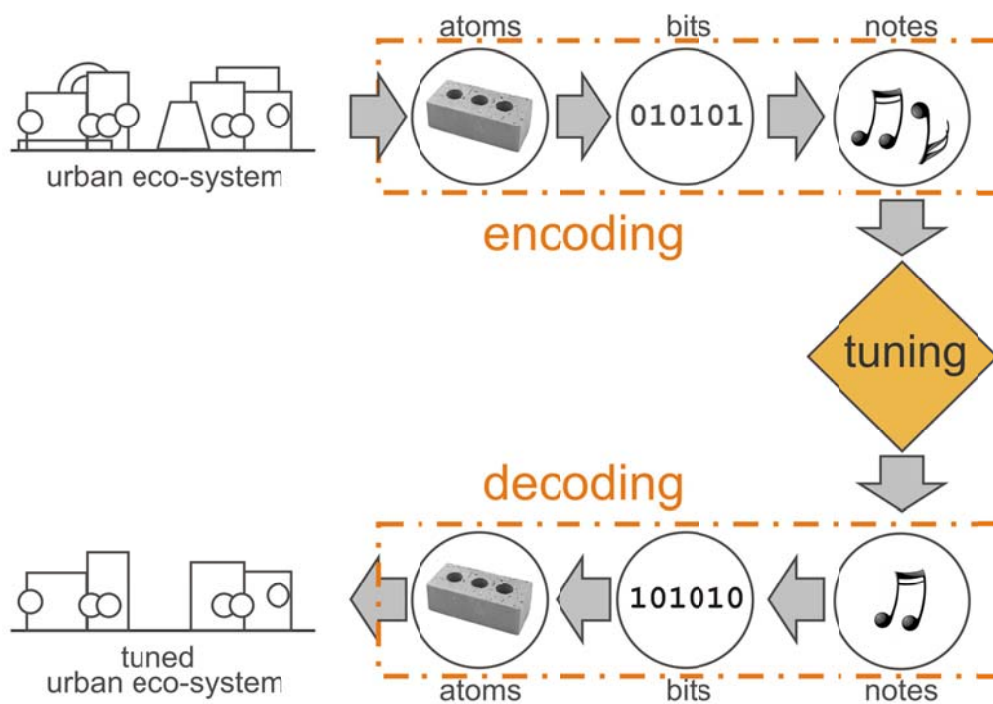 atoms
bits
notes
010101
urban eco-system
encoding
tuning
decoding
101010
tuned
urban eco-system
atoms
bits
notes